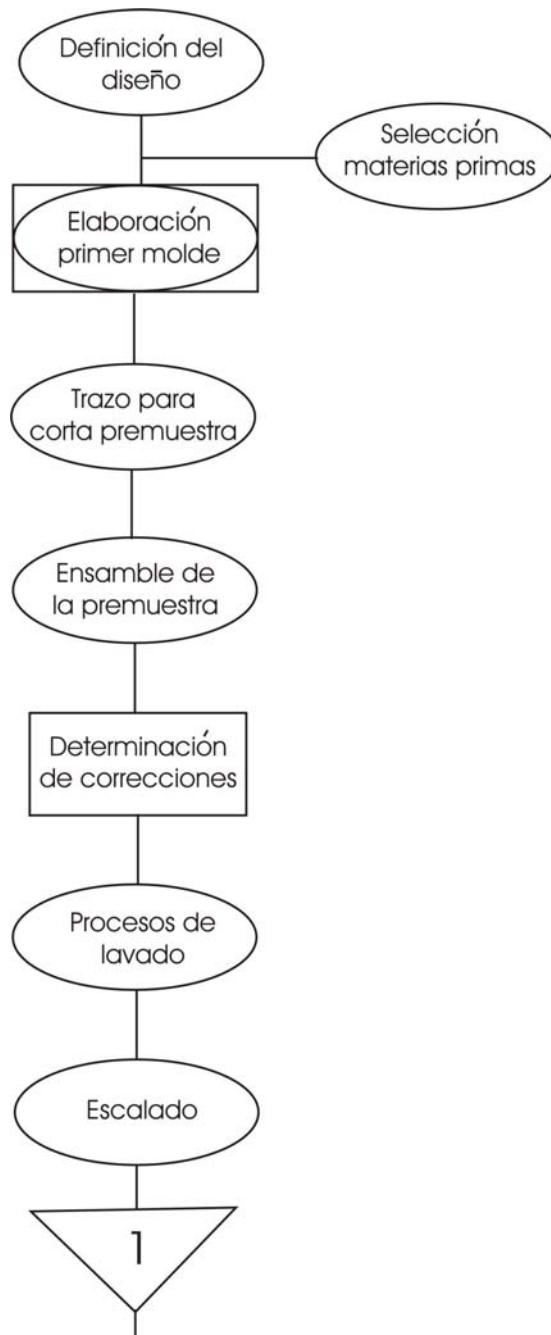 Definición del
diseño
Selección
materias primas
Elaboración
primer molde
Trazo para
corta premuestra
Ensamble de
la premuestra
Determinación
de correcciones
Procesos de
lavado
Escalado
1